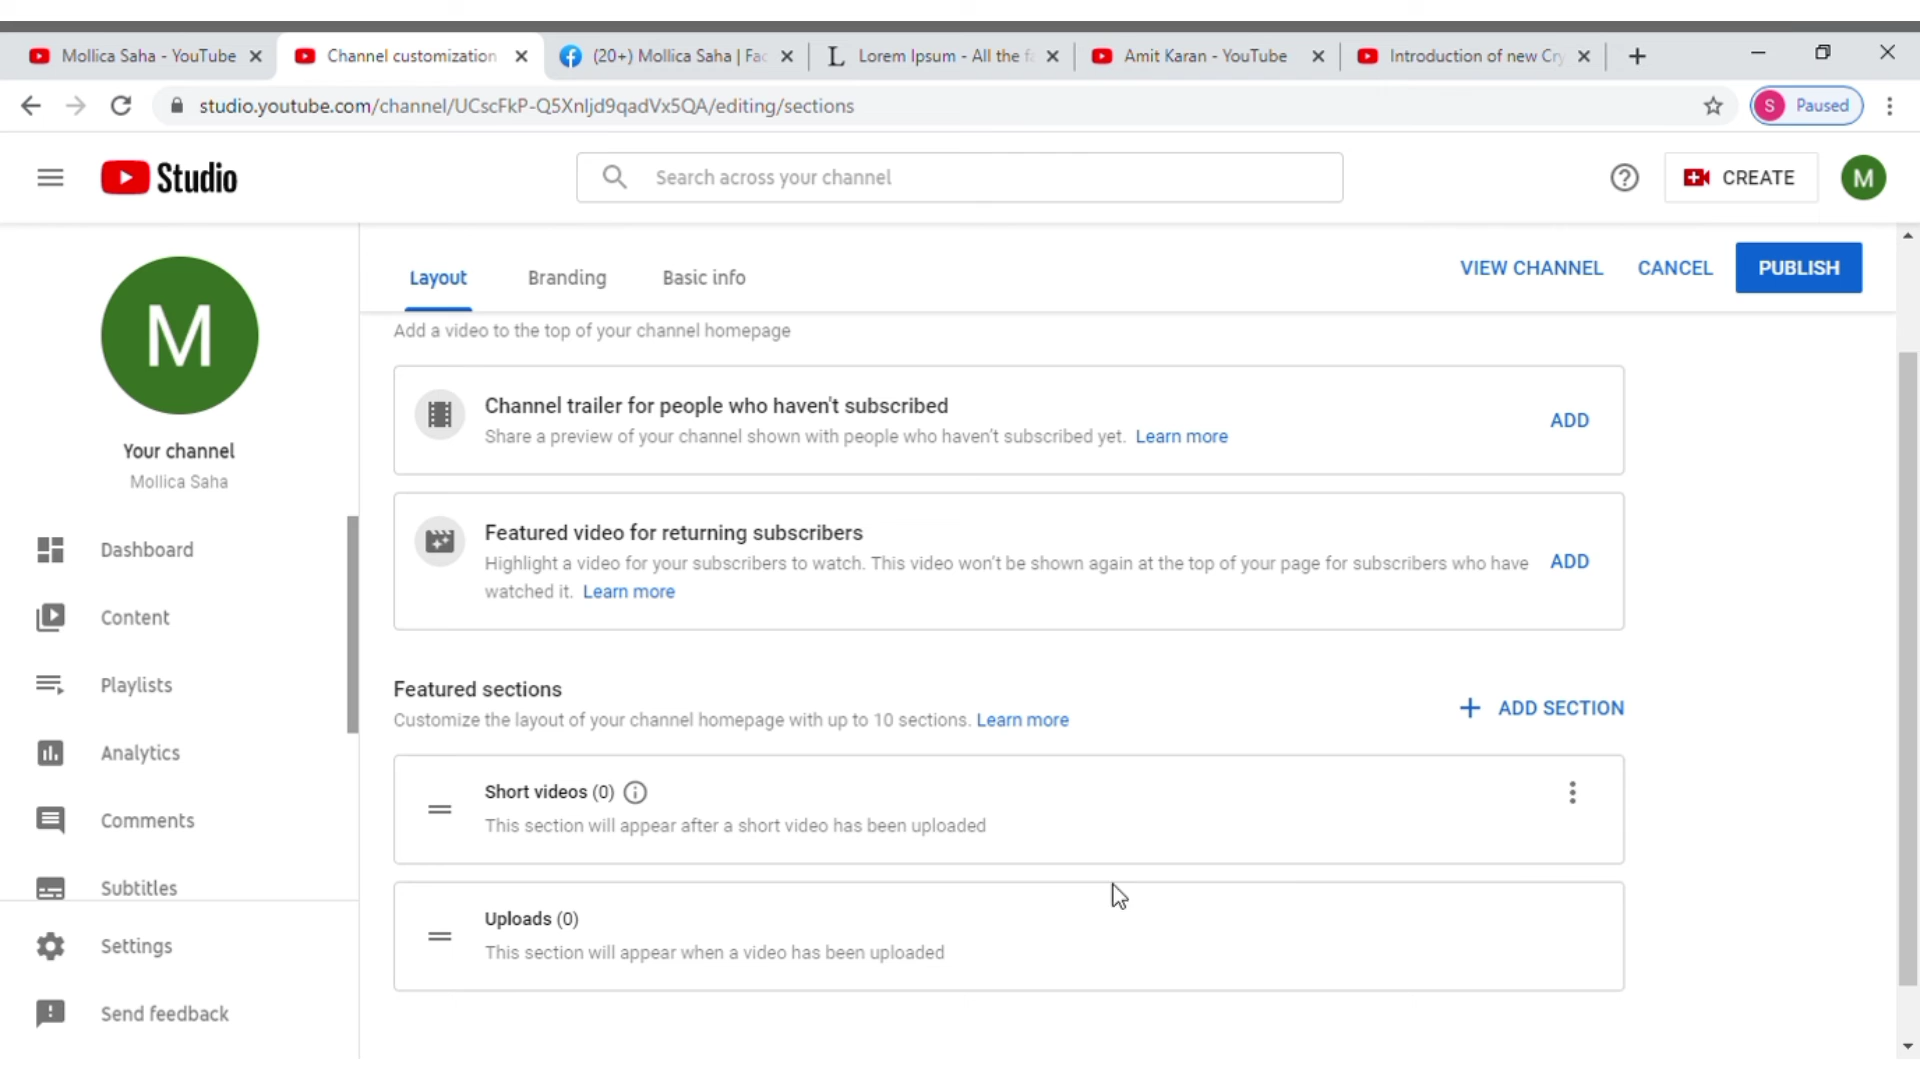 Mollica Saha - YouTube
Channel customization
(20+) Mollica Saha | Fac
Lorem Ipsum - All the fa
Amit Karan - YouTube
Introduction of new Cry
studio.youtube.com/channel/UCscFkP-Q5XnIjd9qadVx5QA/editing/sections
S Paused
Studio
Search across your channel
CREATE
M
M
Your channel
Mollica Saha
Dashboard
Content
Playlists
Analytics
Comments
Subtitles
Settings
Send feedback
Layout
Branding
Basic info
VIEW CHANNEL
CANCEL
PUBLISH
Add a video to the top of your channel homepage
Channel trailer for people who haven't subscribed
Share a preview of your channel shown with people who haven't subscribed yet. Learn more
ADD
Featured video for returning subscribers
Highlight a video for your subscribers to watch. This video won't be shown again at the top of your page for subscribers who have
watched it. Learn more
ADD
Featured sections
Customize the layout of your channel homepage with up to 10 sections. Learn more
ADD SECTION
Short videos (0)
This section will appear after a short video has been uploaded
Uploads (0)
This section will appear when a video has been uploaded